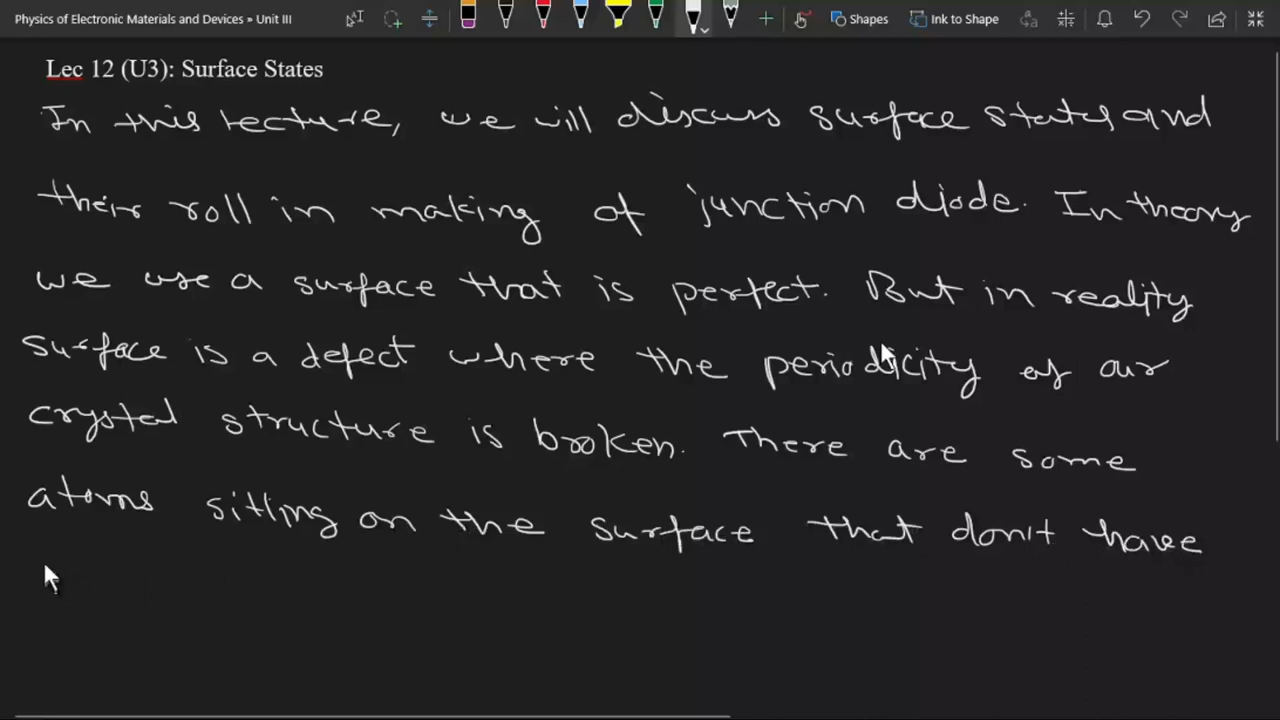 Physics of Electronic Materials and Devices » Unit III
Shapes
Ink to Shape
Lec 12 (U3): Surface States
In this lecture, we will discuss surface states and
their roll in making of junction diode. In theory
we use a surface that is perfect. But in reality
surface is a defect where the periodicity of our
crystal structure is broken. There are some
atoms sitting on the surface that don't have